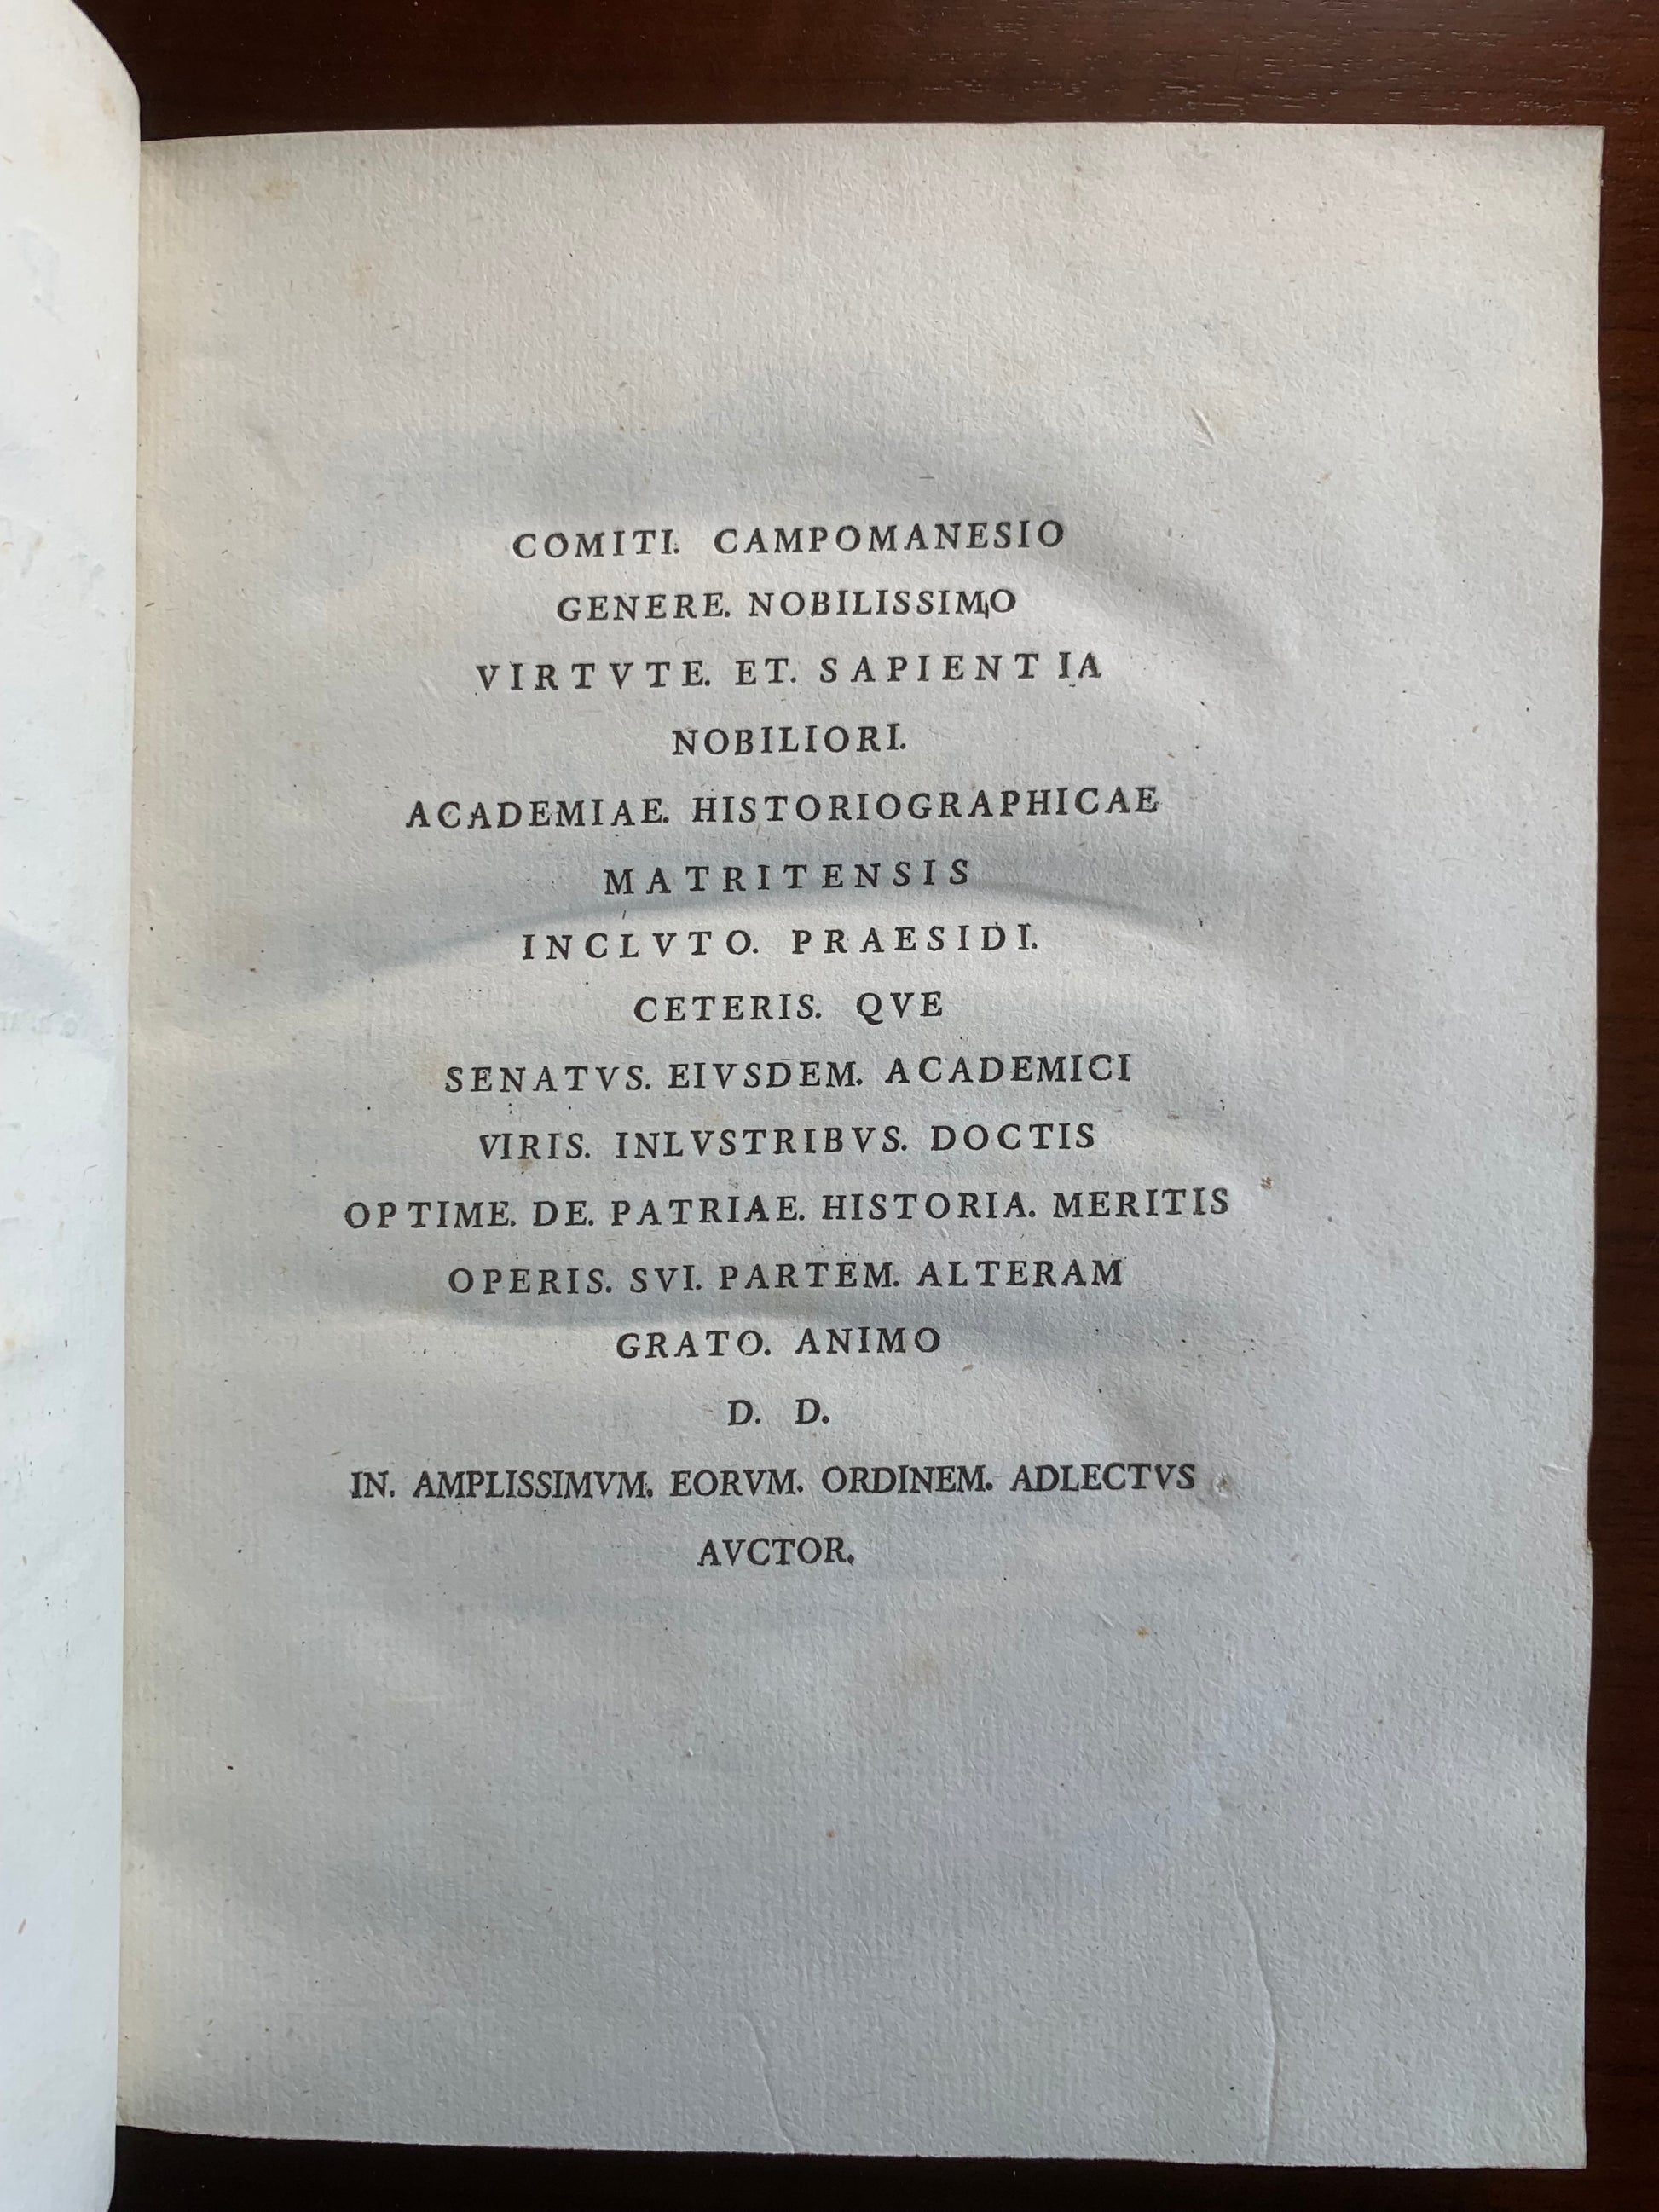 COMITI. CAMPOMANESIO
GENERE. NOBILISSIMO
VIRTVTE. ET. SAPIENTIA
NOBILIORI.
ACADEMIAE. HISTORIOGRAPHICAE
MATRITENSIS
INCLVTO. PRAESIDI.
CETERIS. QVE
SENATVS. EIVSDEM. ACADEMICI
VIRIS. INLVSTRIBVS. DOCTIS
OPTIME. DE. PATRIAE. HISTORIA. MERITIS
OPERIS. SVI. PARTEM. ALTERAM
GRATO. ANIMO
D. D.
IN. AMPLISSIMVM. EORVM. ORDINEM. ADLECTVS
AVCTOR.